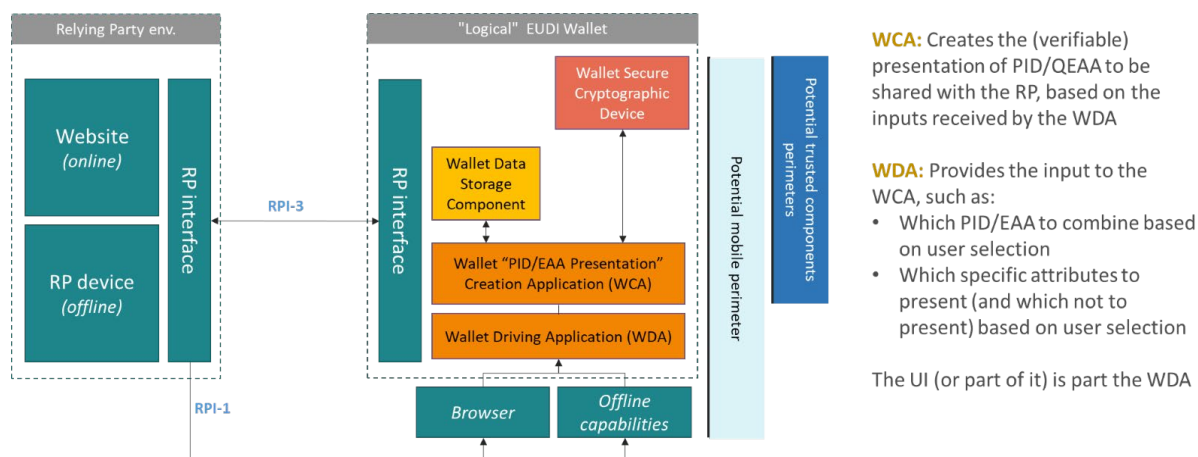 Relying Party env.
Website
(online)
RP device
(offline)
RP interface
RPI-1
RPI-3
"Logical" EUDI Wallet
RP interface
Wallet Secure
Cryptographic
Device
Wallet Data
Storage
Component
Wallet “PID/EAA Presentation”
Creation Application (WCA)
Wallet Driving Application (WDA)
Browser
Offline
capabilities
Potential mobile perimeter
Potential trusted components
perimeters
WCA: Creates the (verifiable)
presentation of PID/QEAA to be
shared with the RP, based on the
inputs received by the WDA
WDA: Provides the input to the
WCA, such as:
• Which PID/EAA to combine based
on user selection
• Which specific attributes to
present (and which not to
present) based on user selection
The UI (or part of it) is part the WDA